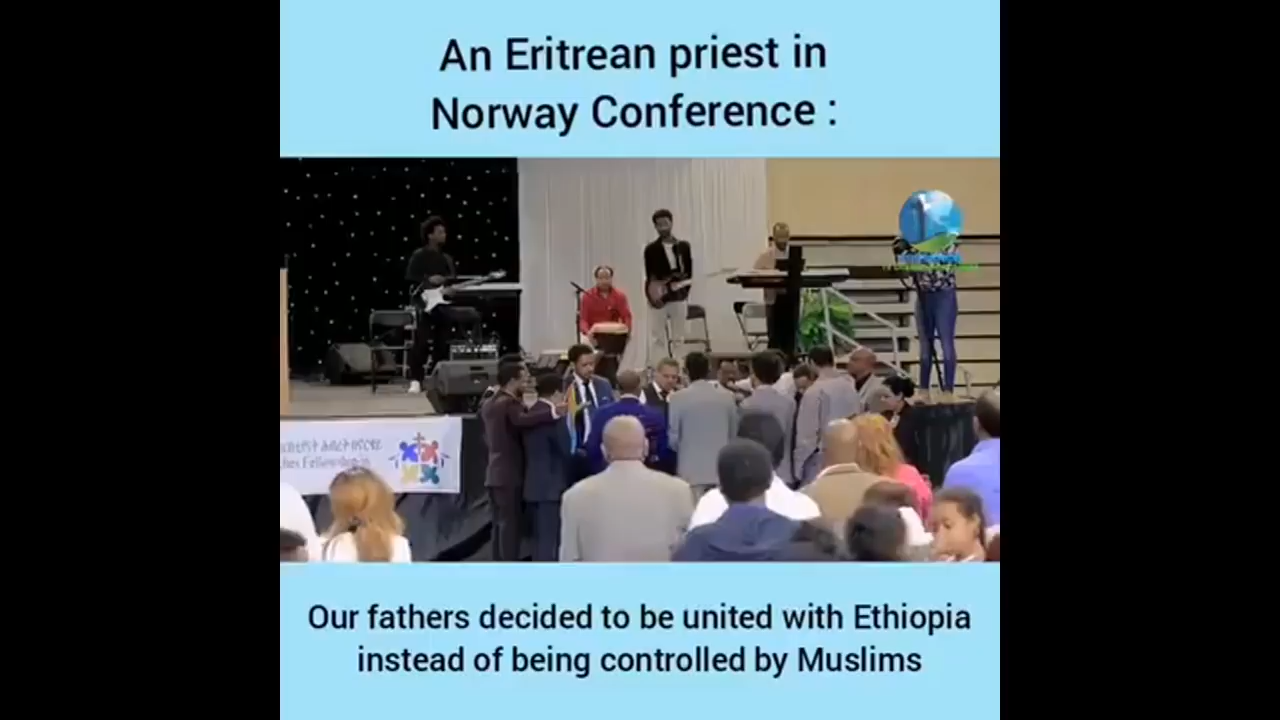 An Eritrean priest in
Norway Conference :
Our fathers decided to be united with Ethiopia
instead of being controlled by Muslims